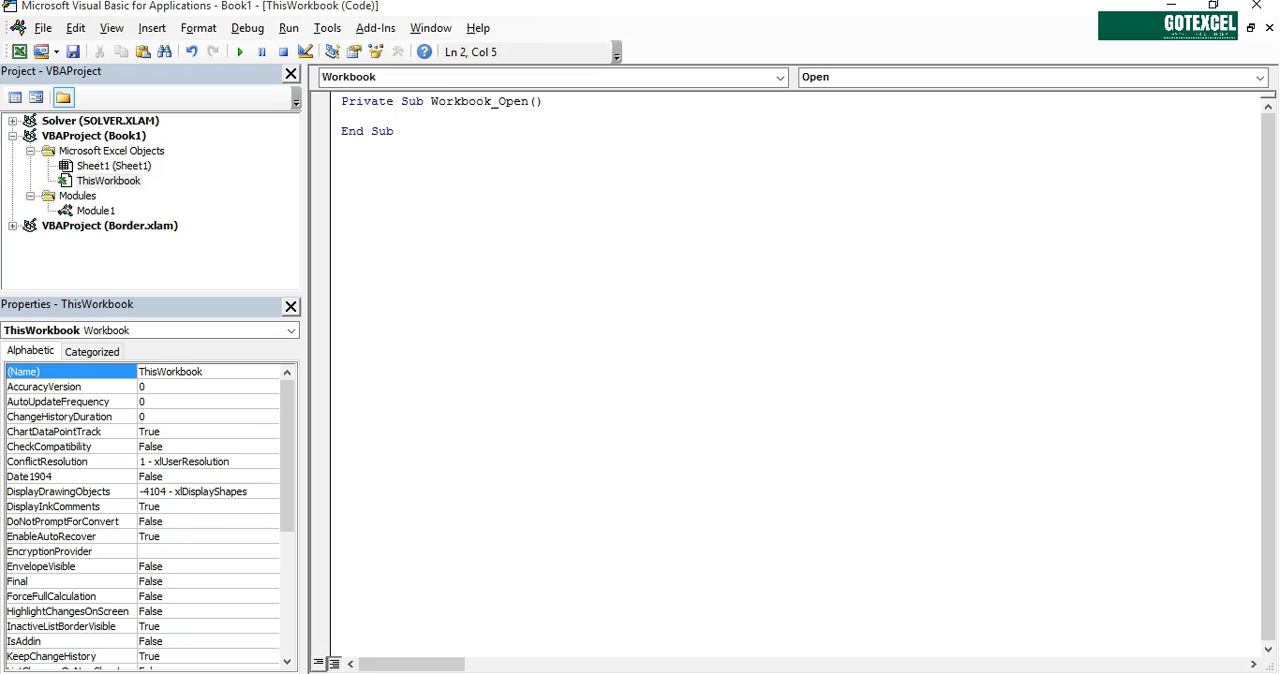 Microsoft Visual Basic for Applications - Book1 - [ThisWorkbook (Code)]
File Edit View Insert Format Debug Run Tools Add-Ins Window Help
GOTEXCEL
Ln 2, Col 5
Project - VBAProject
Workbook
Open
Solver (SOLVER.XLAM)
VBAProject (Book1)
Microsoft Excel Objects
Sheet1 (Sheet1)
ThisWorkbook
Modules
Module1
VBAProject (Border.xlam)
Private Sub Workbook_Open()
End Sub
Properties - ThisWorkbook
ThisWorkbook Workbook
Alphabetic Categorized
(Name) ThisWorkbook
AccuracyVersion 0
AutoUpdateFrequency 0
ChangeHistoryDuration 0
ChartDataPointTrack True
CheckCompatibility False
ConflictResolution 1 - xlUserResolution
Date1904 False
DisplayDrawingObjects -4104 - xlDisplayShapes
DisplayInkComments True
DoNotPromptForConvert False
EnableAutoRecover True
EncryptionProvider
EnvelopeVisible False
Final False
ForceFullCalculation False
HighlightChangesOnScreen False
InactiveListBorderVisible True
IsAddin False
KeepChangeHistory True